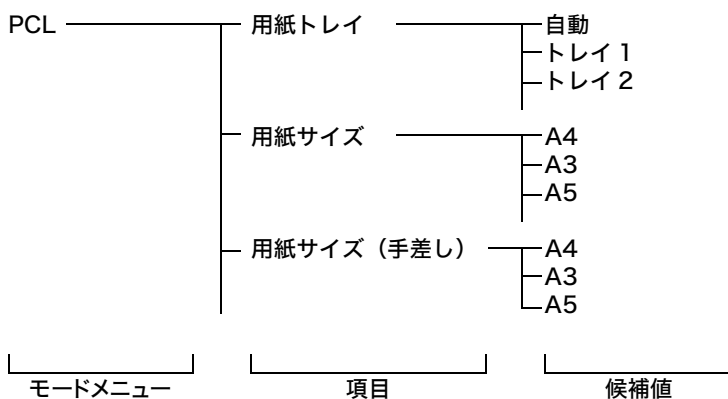 PCL
用紙トレイ
自動
トレイ 1
トレイ 2
用紙サイズ
A4
A3
A5
用紙サイズ（手差し）
A4
A3
A5
モードメニュー
項目
候補値